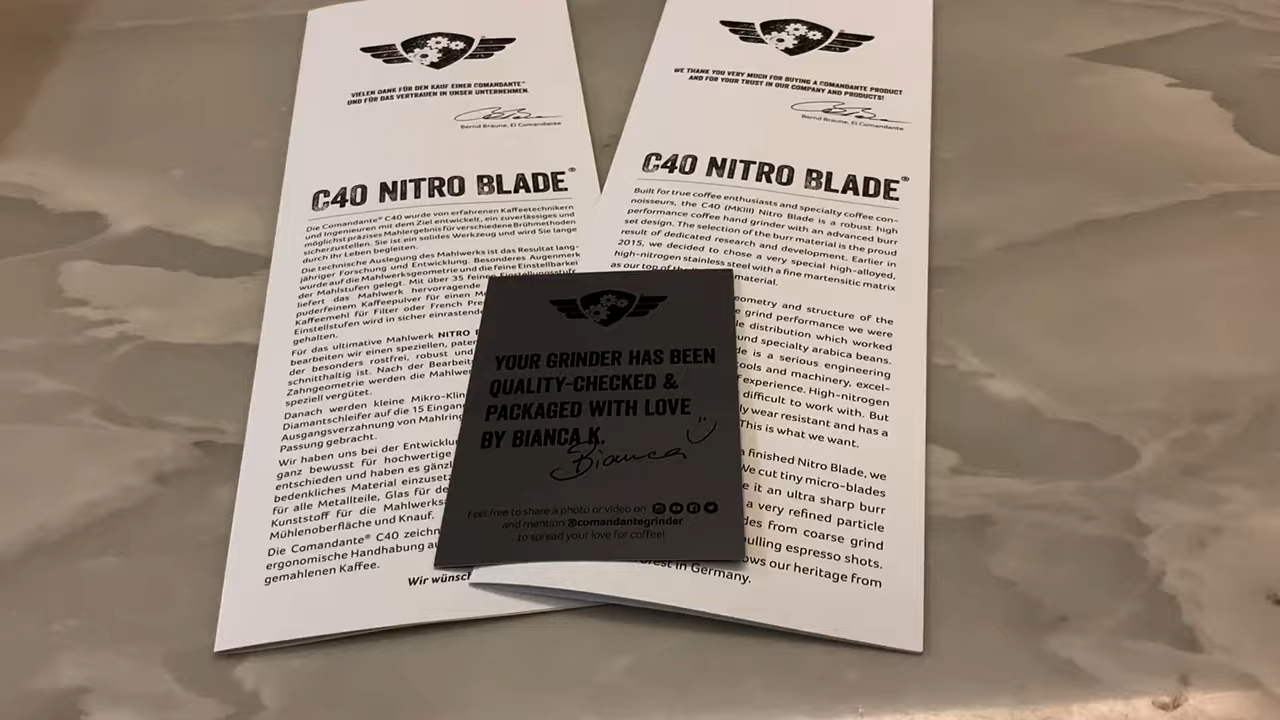 VIELEN DANK FÜR DEN KAUF EINER COMANDANTE™
UND FÜR DAS VERTRAUEN IN UNSER UNTERNEHMEN.
Bernd Braune, El Comandante
C40 NITRO BLADE®
Die Comandante® C40 wurde von erfahrenen Kaffeetechnikern
und Ingenieuren mit dem Ziel entwickelt, ein zuverlässiges und
möglichst präzises Mahlergebnis für verschiedene Brühmethoden
sicherzustellen. Sie ist ein solides Werkzeug und wird Sie lange
durch Ihr Leben begleiten.
Die technische Auslegung des Mahlwerks ist das Resultat lang-
jähriger Forschung und Entwicklung. Besonderes Augenmerk
wurde auf die Mahlwerksgeometrie und die feine Einstellbarkeit
der Mahlstufen gelegt. Mit über 35 feinen Einstellungsstufen
liefert das Mahlwerk hervorragende
puderfeinem Kaffeepulver für einen
Kaffeemehl für Filter oder French
Einstellstufen wird in sicher
gehalten.
Für das ultimative Mahlwerk NITRO
bearbeiten wir einen speziellen,
der besonders rostfrei, robust und
schnitthaltig ist. Nach der
Zahngeometrie werden die
speziell vergütet.
Danach werden kleine
Diamantschleifer auf die 15
Ausgangsverzahnung von
Passung gebracht.
Wir haben uns bei der
ganz bewusst für hochwertige
entschieden und haben es
bedenkliches Material
für alle Metallteile, Glas für
Kunststoff für die
Mühlenoberfläche und Knauf.
Die Comandante® C40
ergonomische Handhabung
gemahlenen Kaffee.
Wir
WE THANK YOU VERY MUCH FOR BUYING A COMANDANTE PRODUCT
AND FOR YOUR TRUST IN OUR COMPANY AND PRODUCTS!
Bernd Braune, El Comandante
C40 NITRO BLADE®
Built for true coffee enthusiasts and specialty coffee con-
noisseurs, the C40 (MKIII) Nitro Blade is a robust high
performance coffee hand grinder with an advanced burr
set design. The selection of the burr material is the proud
result of dedicated research and development. Earlier in
2015, we decided to chose a very special high-alloyed,
high-nitrogen stainless steel with a fine martensitic matrix
as our top of the material.
geometry and structure of the
grind performance we were
distribution which worked
specialty arabica beans.
is a serious engineering
tools and machinery, excel-
experience. High-nitrogen
difficult to work with. But
wear resistant and has a
This is what we want.
finished Nitro Blade, we
We cut tiny micro-blades
it an ultra sharp burr
a very refined particle
from coarse grind
pulling espresso shots.
our heritage from
in Germany.
YOUR GRINDER HAS BEEN
QUALITY-CHECKED &
PACKAGED WITH LOVE
BY BIANCA K.
Bianca
Feel free to share a photo or video on
and mention @comandantegrinder
to spread your love for coffee!